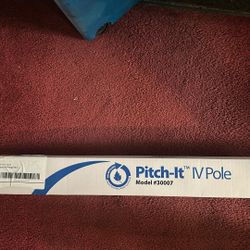 Pitch-It™ IV Pole
Model #30007